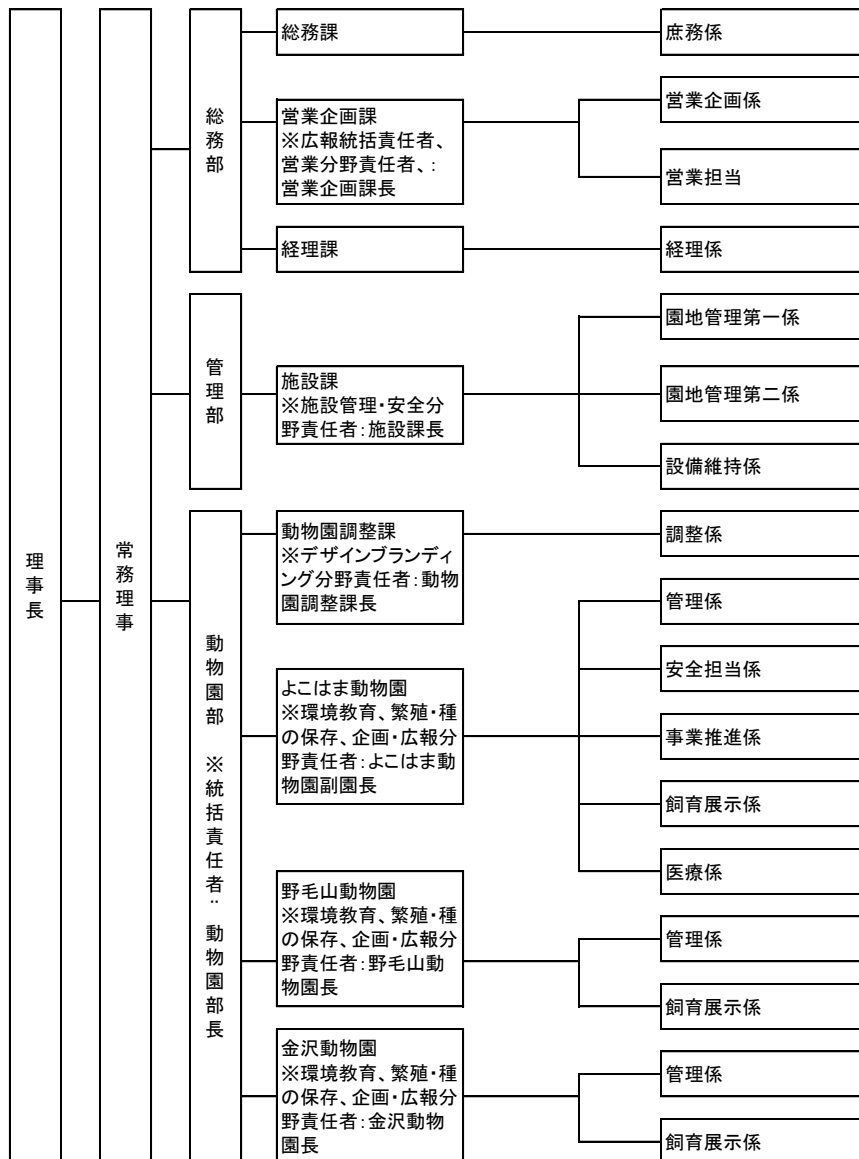 理事長
常務理事
総務部
総務課
庶務係
営業企画課
※広報統括責任者、
営業分野責任者、:
営業企画課長
営業企画係
営業担当
経理課
経理係
管理部
施設課
※施設管理・安全分
野責任者:施設課長
園地管理第一係
園地管理第二係
設備維持係
動物園部　※統括責任者:動物園部長
動物園調整課
※デザインブランディ
ング分野責任者:動物
園調整課長
調整係
よこはま動物園
※環境教育、繁殖・種
の保存、企画・広報分
野責任者:よこはま動
物園副園長
管理係
安全担当係
事業推進係
飼育展示係
医療係
野毛山動物園
※環境教育、繁殖・種
の保存、企画・広報分
野責任者:野毛山動
物園長
管理係
飼育展示係
金沢動物園
※環境教育、繁殖・種
の保存、企画・広報分
野責任者:金沢動物
園長
管理係
飼育展示係